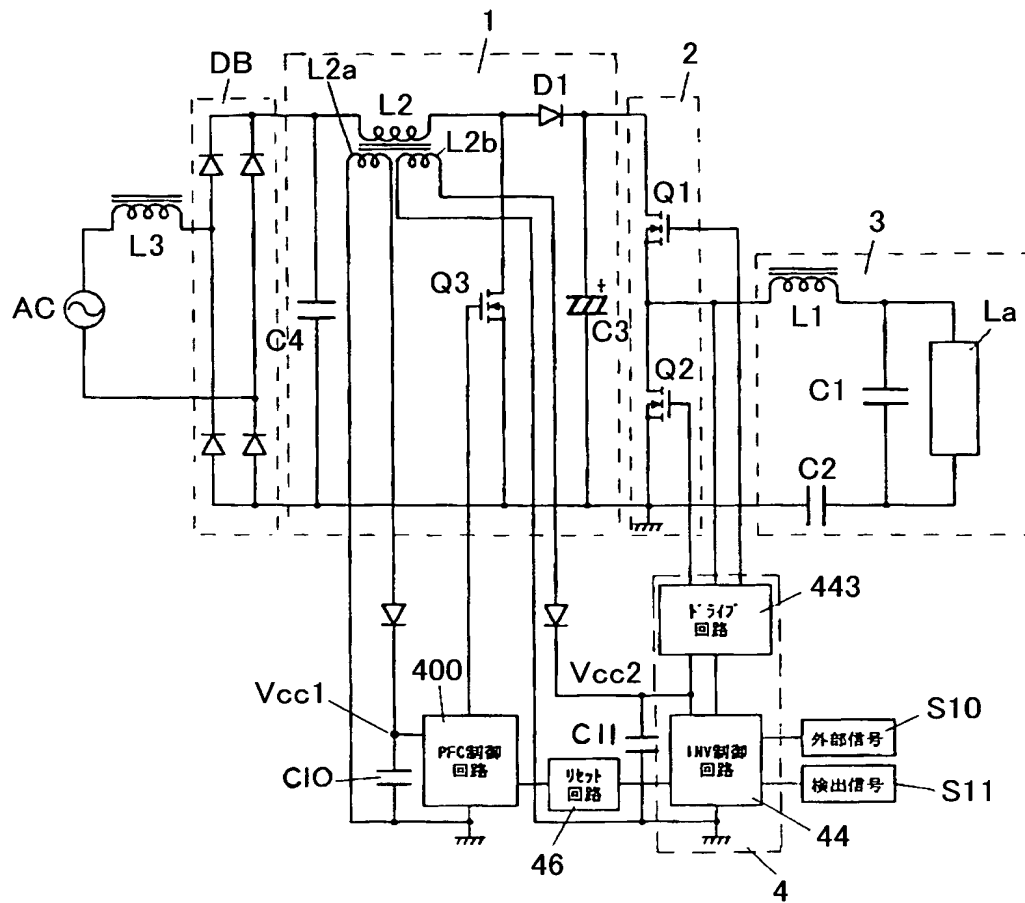 1
2
DB
L2a
L2
D1
L2b
Q1
3
L3
Q3
AC
C4
C3
L1
La
Q2
C1
C2
ドライブ
回路
443
Vcc2
400
Vcc1
S10
PFC制御
回路
C11
INV制御
回路
外部信号
C10
リセット
回路
検出信号
S11
46
44
4